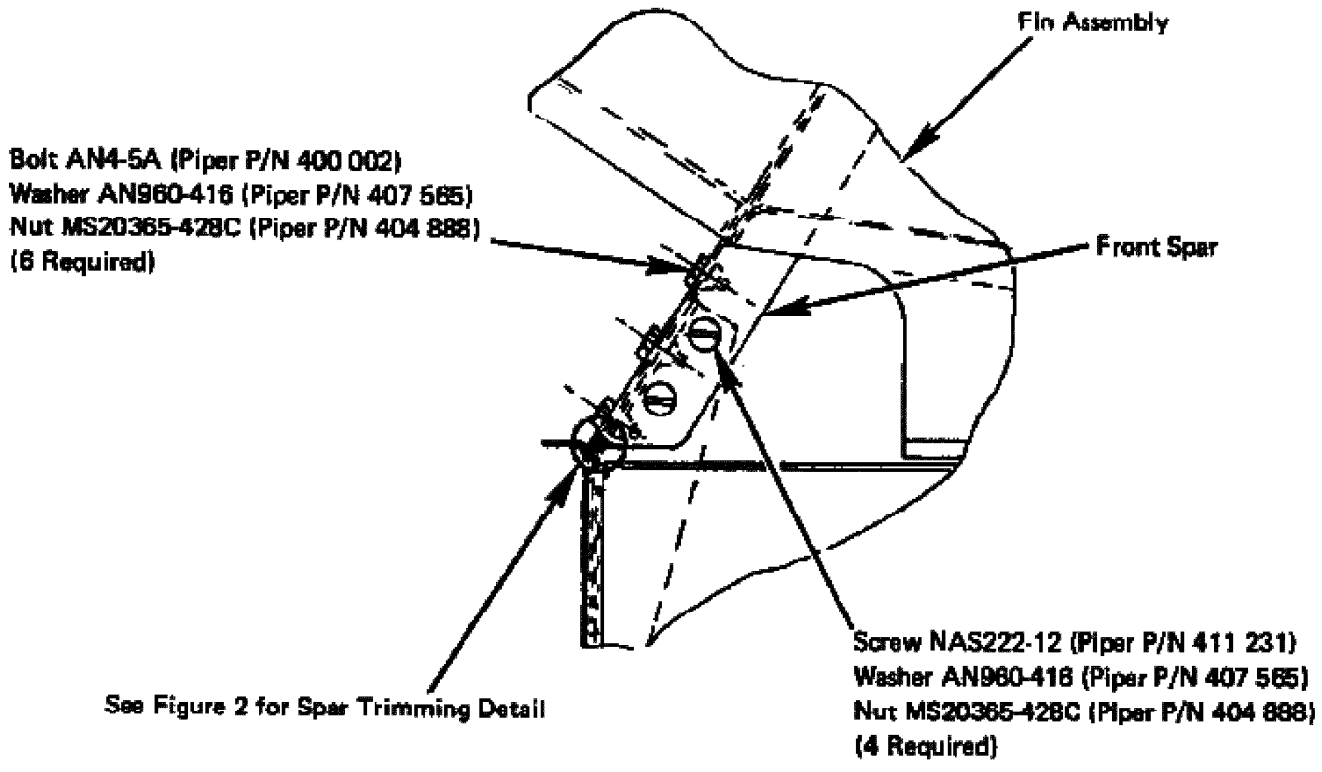 Fin Assembly
Bolt AN4-5A (Piper P/N 400 002)
Washer AN960-416 (Piper P/N 407 565)
Nut MS20365-428C (Piper P/N 404 888)
(6 Required)
Front Spar
Screw NAS222-12 (Piper P/N 411 231)
Washer AN960-416 (Piper P/N 407 565)
Nut MS20365-428C (Piper P/N 404 888)
(4 Required)
See Figure 2 for Spar Trimming Detail